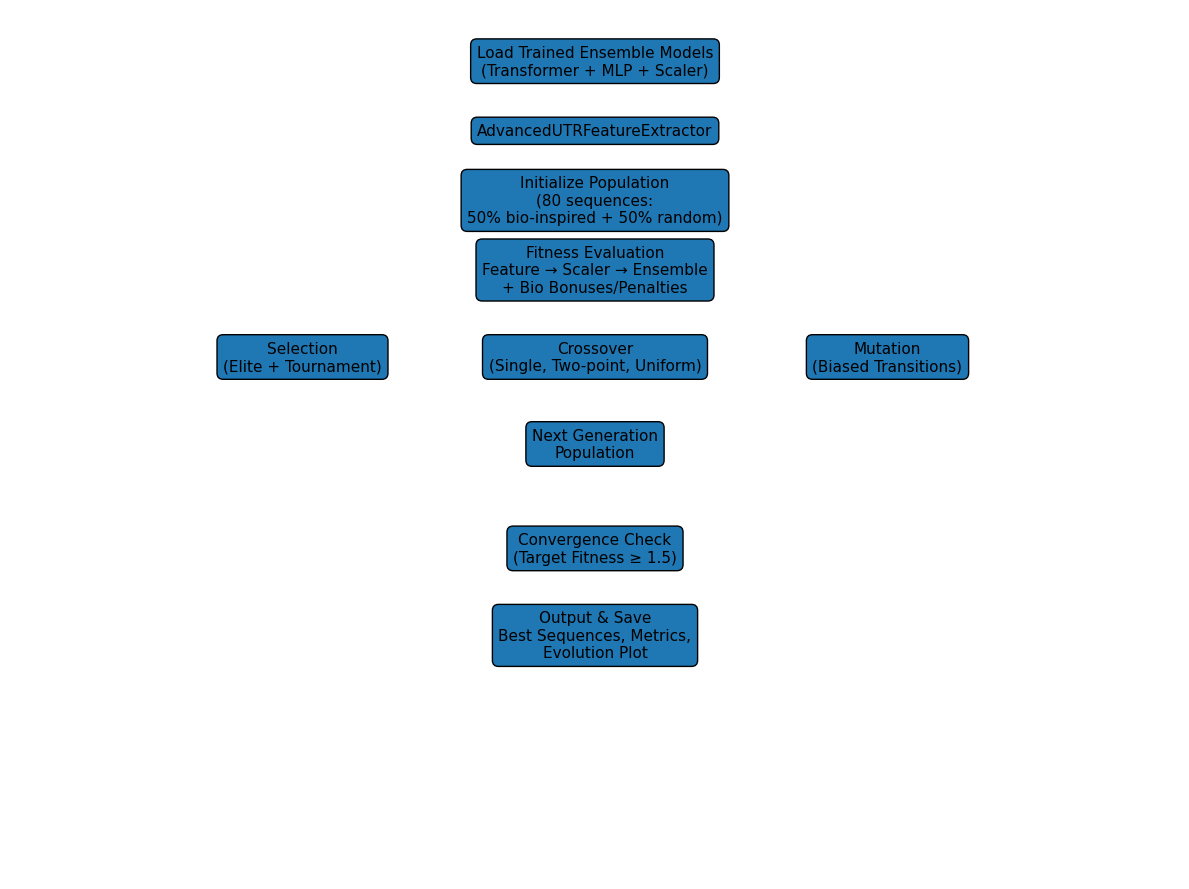 Load Trained Ensemble Models
(Transformer + MLP + Scaler)
AdvancedUTRFeatureExtractor
Initialize Population
(80 sequences:
50% bio-inspired + 50% random)
Fitness Evaluation
Feature → Scaler → Ensemble
+ Bio Bonuses/Penalties
Selection
(Elite + Tournament)
Crossover
(Single, Two-point, Uniform)
Mutation
(Biased Transitions)
Next Generation
Population
Convergence Check
(Target Fitness ≥ 1.5)
Output & Save
Best Sequences, Metrics,
Evolution Plot